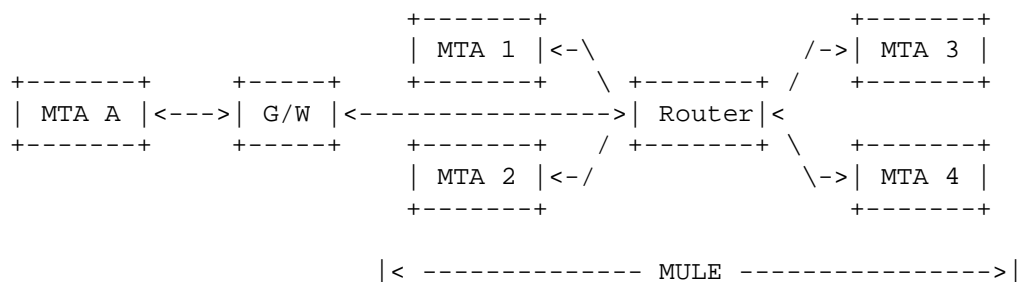 +-------+                       +-------+
                                | MTA 1 |<-\                /->| MTA 3 |
+-------+      +-----+     +-------+    \  +-------+  /    +-------+
| MTA A |<--->| G/W |<---------------->| Router|<
+-------+      +-----+     +-------+    /  +-------+  \    +-------+
                                | MTA 2 |<-/                \->| MTA 4 |
                                +-------+                       +-------+
                              |< -------------- MULE ---------------->|